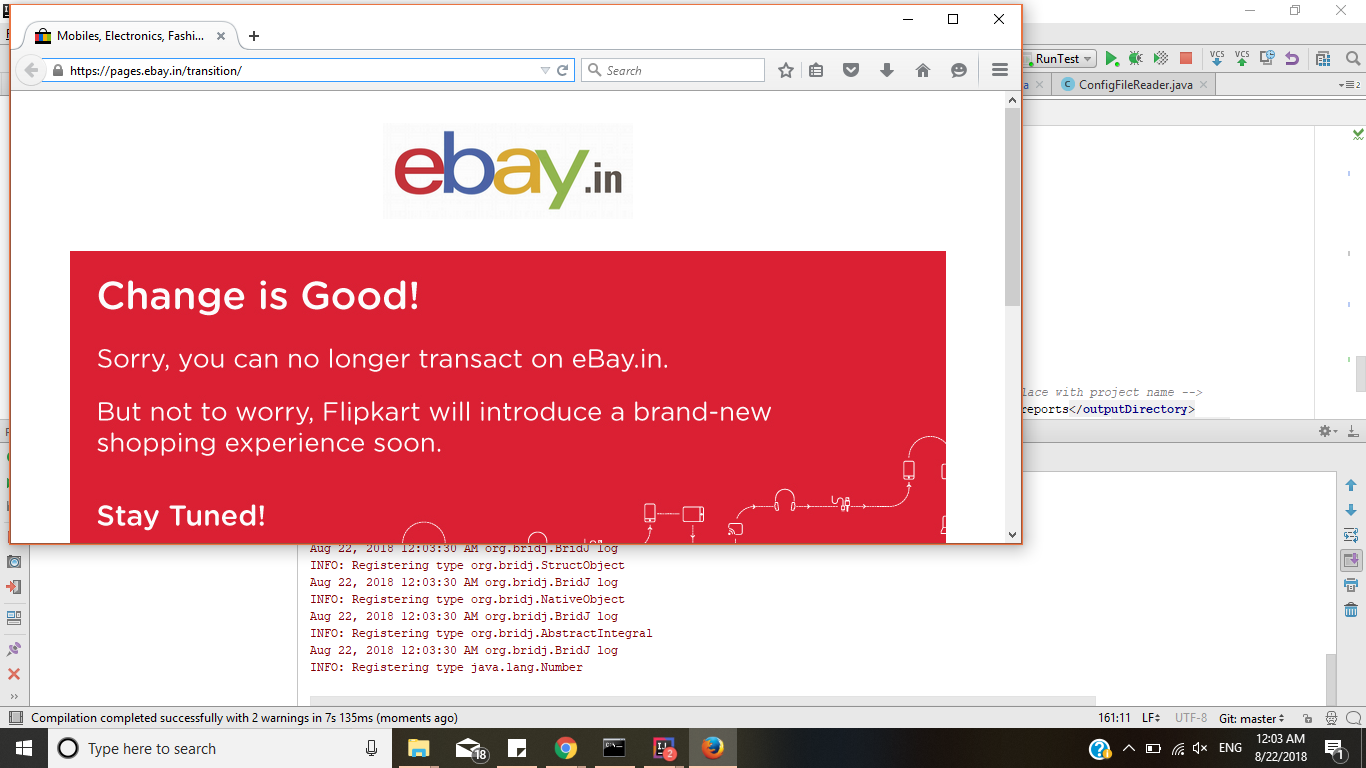 Mobiles, Electronics, Fashi...
https://pages.ebay.in/transition/
Search
RunTest
VCS
VCS
ConfigFileReader.java
2
ebay.in
Change is Good!
Sorry, you can no longer transact on eBay.in.
But not to worry, Flipkart will introduce a brand-new
shopping experience soon.
Stay Tuned!
lace with project name -->
reports</outputDirectory>
Aug 22, 2018 12:03:30 AM org.bridj.BridJ log
INFO: Registering type org.bridj.StructObject
Aug 22, 2018 12:03:30 AM org.bridj.BridJ log
INFO: Registering type org.bridj.NativeObject
Aug 22, 2018 12:03:30 AM org.bridj.BridJ log
INFO: Registering type org.bridj.AbstractIntegral
Aug 22, 2018 12:03:30 AM org.bridj.BridJ log
INFO: Registering type java.lang.Number
Compilation completed successfully with 2 warnings in 7s 135ms (moments ago)
161:11 LF UTF-8 Git: master
Type here to search
18
2
ENG
12:03 AM
8/22/2018
1